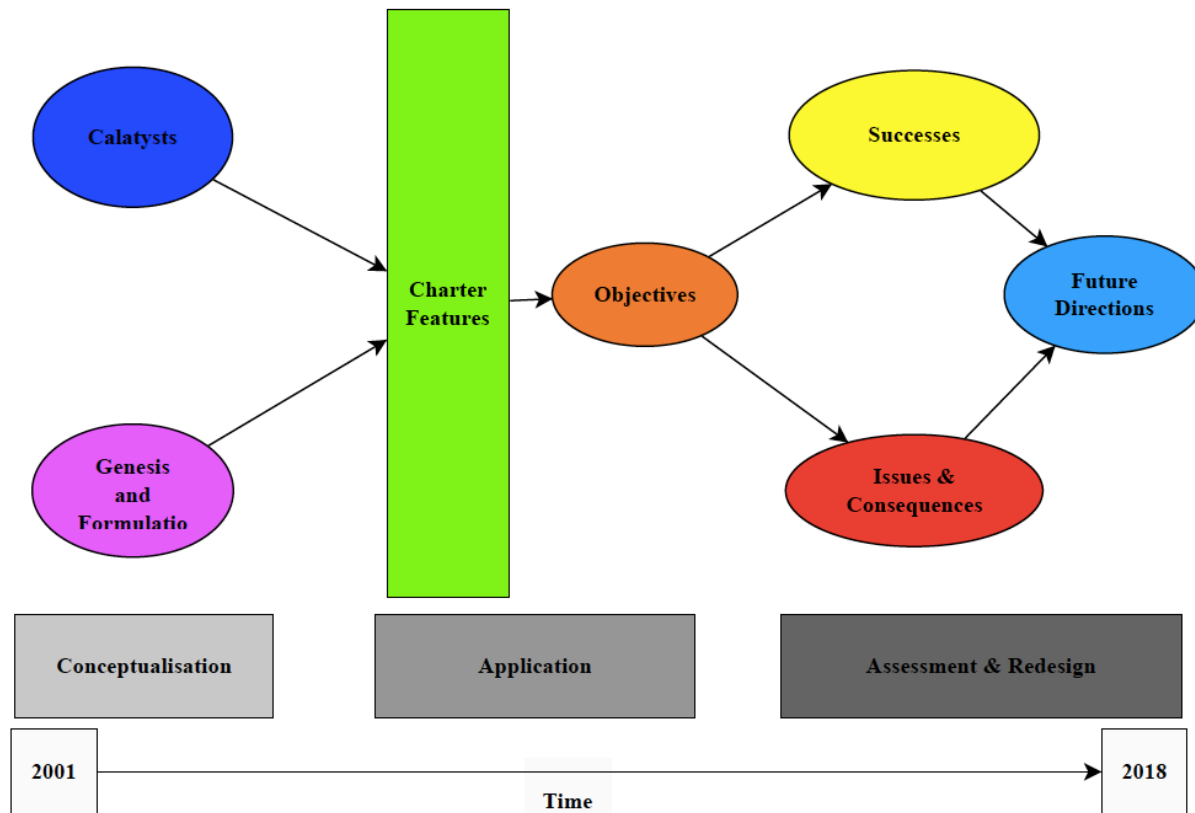 Calatysts
Successes
Charter
Features
Objectives
Future
Directions
Genesis
and
Formulatio
Issues &
Consequences
Conceptualisation
Application
Assessment & Redesign
2001
2018
Time